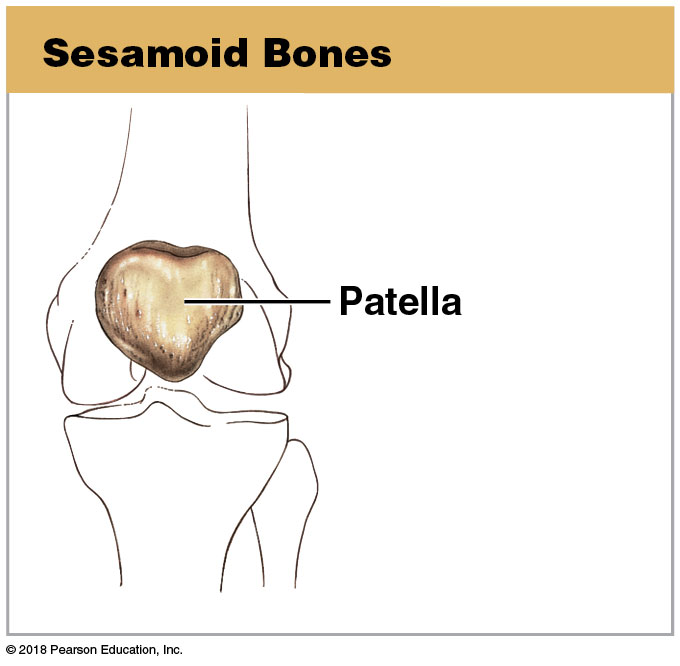 Sesamoid Bones
Patella
© 2018 Pearson Education, Inc.